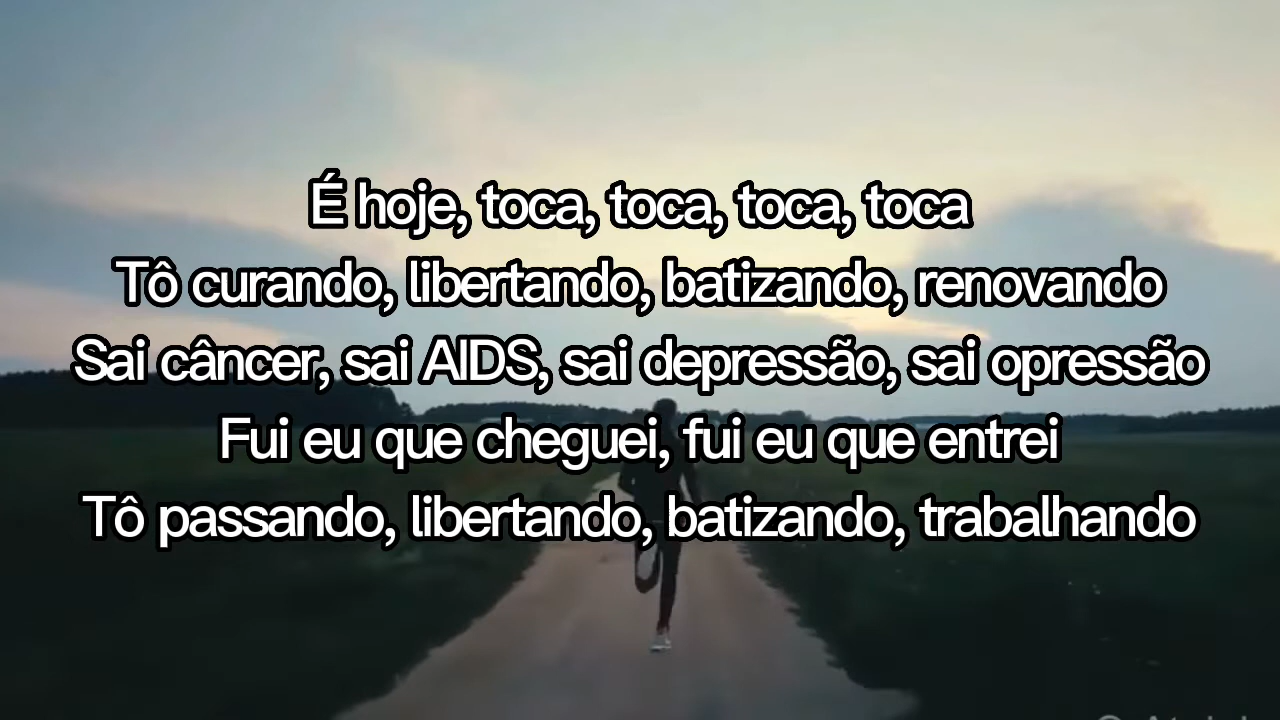 É hoje, toca, toca, toca, toca
Tô curando, libertando, batizando, renovando
Sai câncer, sai AIDS, sai depressão, sai opressão
Fui eu que cheguei, fui eu que entrei
Tô passando, libertando, batizando, trabalhando